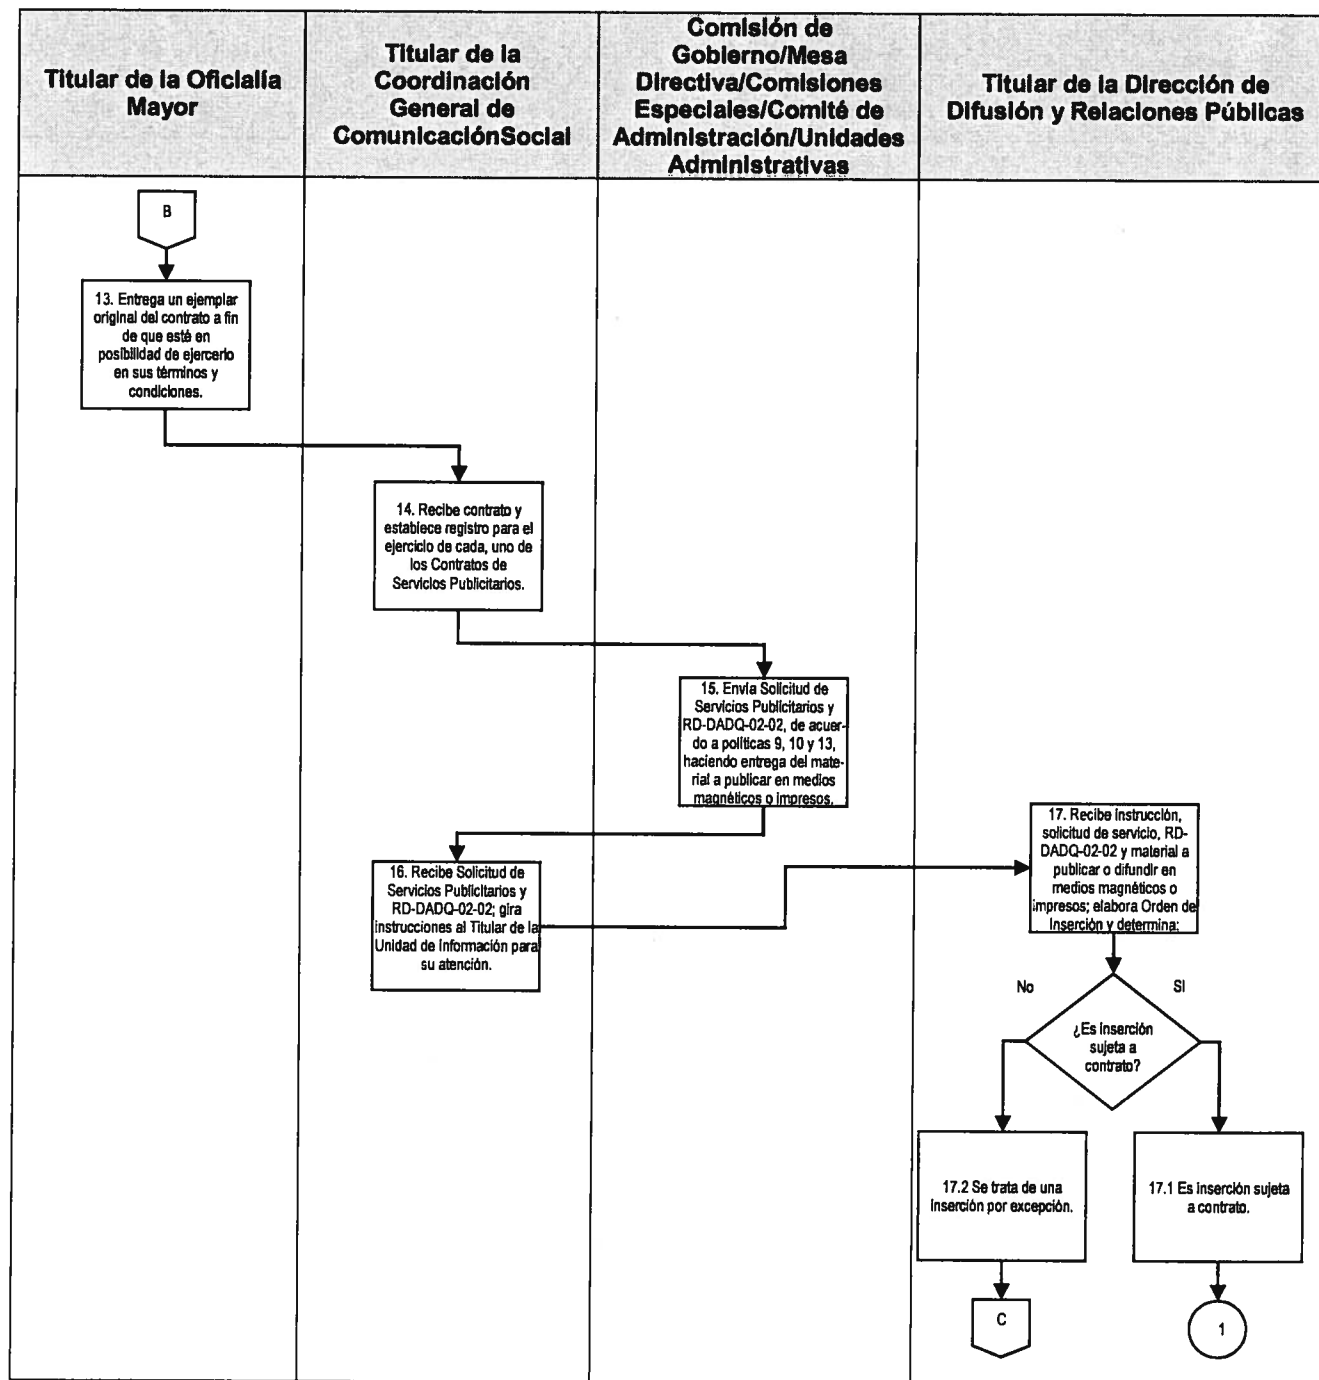 Titular de la Oficialía
Mayor
Titular de la
Coordinación
General de
ComunicaciónSocial
Comisión de
Gobierno/Mesa
Directiva/Comisiones
Especiales/Comité de
Administración/Unidades
Administrativas
Titular de la Dirección de
Difusión y Relaciones Públicas
B
13. Entrega un ejemplar
original del contrato a fin
de que esté en
posibilidad de ejercerlo
en sus términos y
condiciones.
14. Recibe contrato y
establece registro para el
ejercicio de cada, uno de
los Contratos de
Servicios Publicitarios.
15. Envía Solicitud de
Servicios Publicitarios y
RD-DADQ-02-02, de acuer-
do a políticas 9, 10 y 13,
haciendo entrega del mate-
rial a publicar en medios
magnéticos o impresos.
16. Recibe Solicitud de
Servicios Publicitarios y
RD-DADQ-02-02; gira
instrucciones al Titular de la
Unidad de Información para
su atención.
17. Recibe instrucción,
solicitud de servicio, RD-
DADQ-02-02 y material a
publicar o difundir en
medios magnéticos o
impresos; elabora Orden de
Inserción y determina:
No
SI
¿Es inserción
sujeta a
contrato?
17.2 Se trata de una
inserción por excepción.
17.1 Es inserción sujeta
a contrato.
C
1